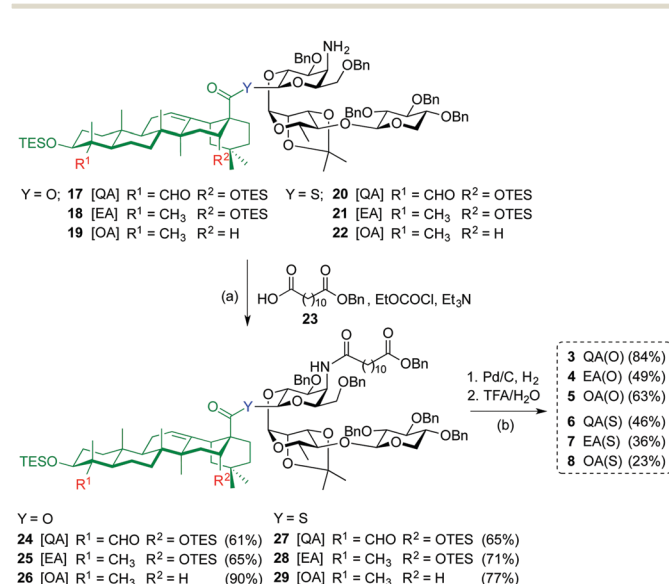 NH₂
BnO
OBn
O
O
Y
O
O
O
OBn
BnO
OBn
O
O
O
O
O
TESO
R¹
R²
Y = O; 17 [QA] R¹ = CHO R² = OTES Y = S; 20 [QA] R¹ = CHO R² = OTES
18 [EA] R¹ = CH₃ R² = OTES 21 [EA] R¹ = CH₃ R² = OTES
19 [OA] R¹ = CH₃ R² = H 22 [OA] R¹ = CH₃ R² = H
(a)
O O
HO ( )₁₀ OBn , EtOCOCl, Et₃N
23
O O
HN ( )₁₀ OBn
BnO
OBn
O
O
Y
O
O
O
OBn
BnO
OBn
O
O
O
O
O
TESO
R¹
R²
1. Pd/C, H₂
2. TFA/H₂O
(b)
3 QA(O) (84%)
4 EA(O) (49%)
5 OA(O) (63%)
6 QA(S) (46%)
7 EA(S) (36%)
8 OA(S) (23%)
Y = O Y = S
24 [QA] R¹ = CHO R² = OTES (61%) 27 [QA] R¹ = CHO R² = OTES (65%)
25 [EA] R¹ = CH₃ R² = OTES (65%) 28 [EA] R¹ = CH₃ R² = OTES (71%)
26 [OA] R¹ = CH₃ R² = H (90%) 29 [OA] R¹ = CH₃ R² = H (77%)